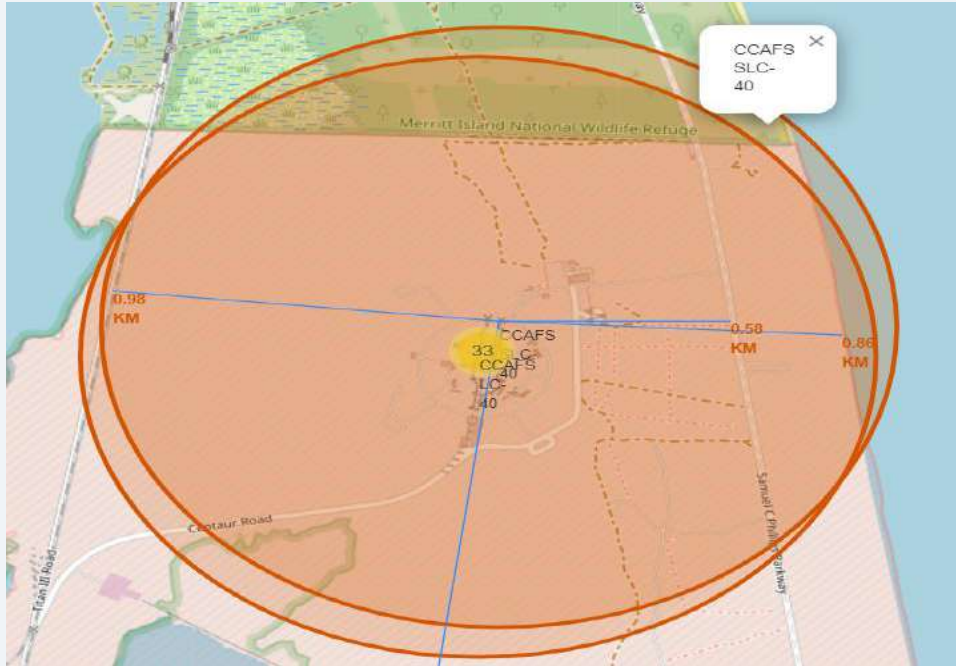 CCAFS
SLC-
40
×
Merritt Island National Wildlife Refuge
0.98
KM
0.58
KM
0.86
KM
33
CCAFS
40
CCAFS
LC-
40
Centaur Road
Titan III Road
Samuel C Phillips Parkway